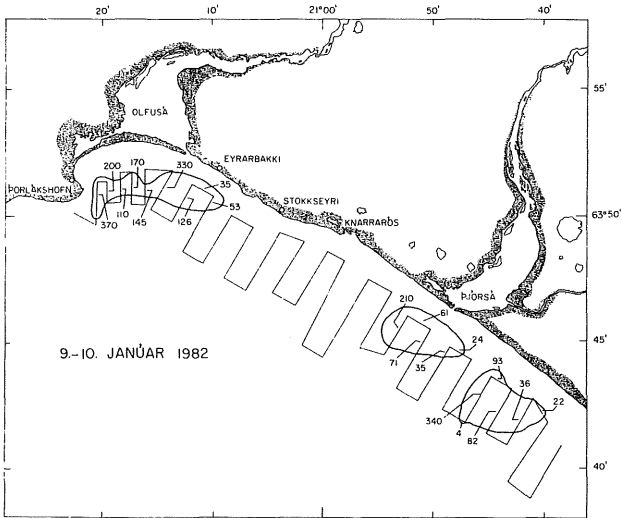 20' 10' 21°00' 50' 40'
55'
OLFUSÁ
EYRARBAKKI
200 170 330 35
ÞORLÁKSHOFN
53
STOKKSEYRI
63°50'
370 110 145 126
KNARRARÓS
ÞJÓRSÁ
210 61
45'
24
9.-10. JANÚAR 1982
71 35
93 36
22
340 4 82
40'